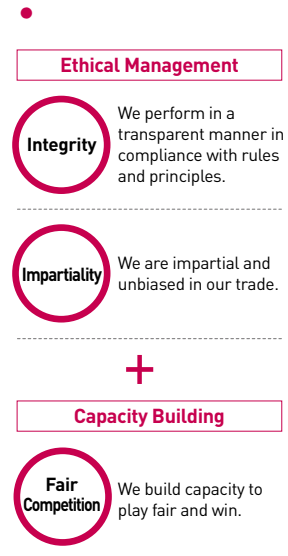 Ethical Management
Integrity
We perform in a
transparent manner in
compliance with rules
and principles.
Impartiality
We are impartial and
unbiased in our trade.
+
Capacity Building
Fair
Competition
We build capacity to
play fair and win.